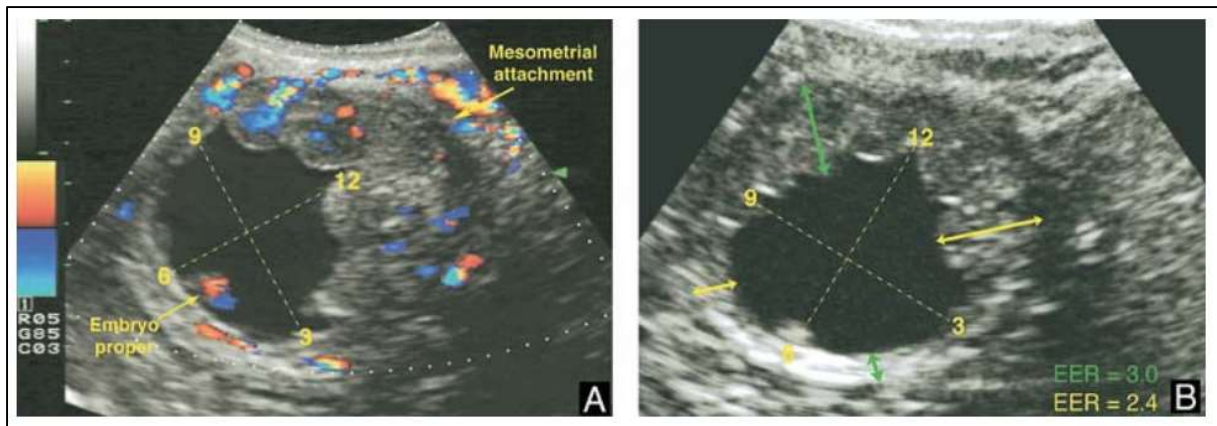 Mesometrial
attachment
9
12
6
3
Embryo
proper
1
R05
G85
C03
A
12
9
3
6
EER = 3.0
EER = 2.4
B